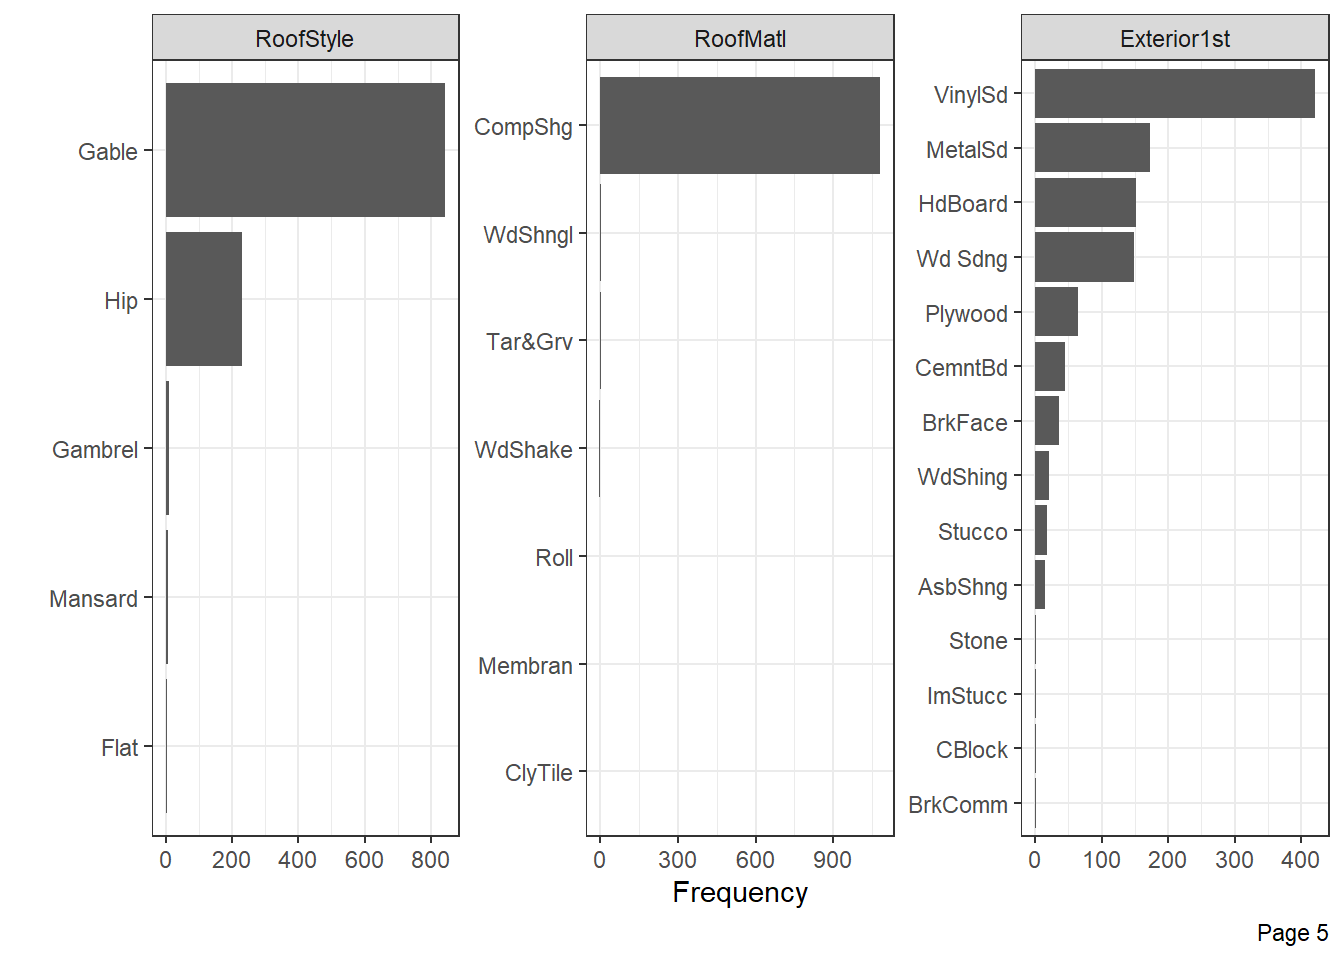 RoofStyle
Gable
Hip
Gambrel
Mansard
Flat
0 200 400 600 800
RoofMatl
CompShg
WdShngl
Tar&Grv
WdShake
Roll
Membran
ClyTile
0 300 600 900
Exterior1st
VinylSd
MetalSd
HdBoard
Wd Sdng
Plywood
CemntBd
BrkFace
WdShing
Stucco
AsbShng
Stone
ImStucc
CBlock
BrkComm
0 100 200 300 400
Frequency
Page 5